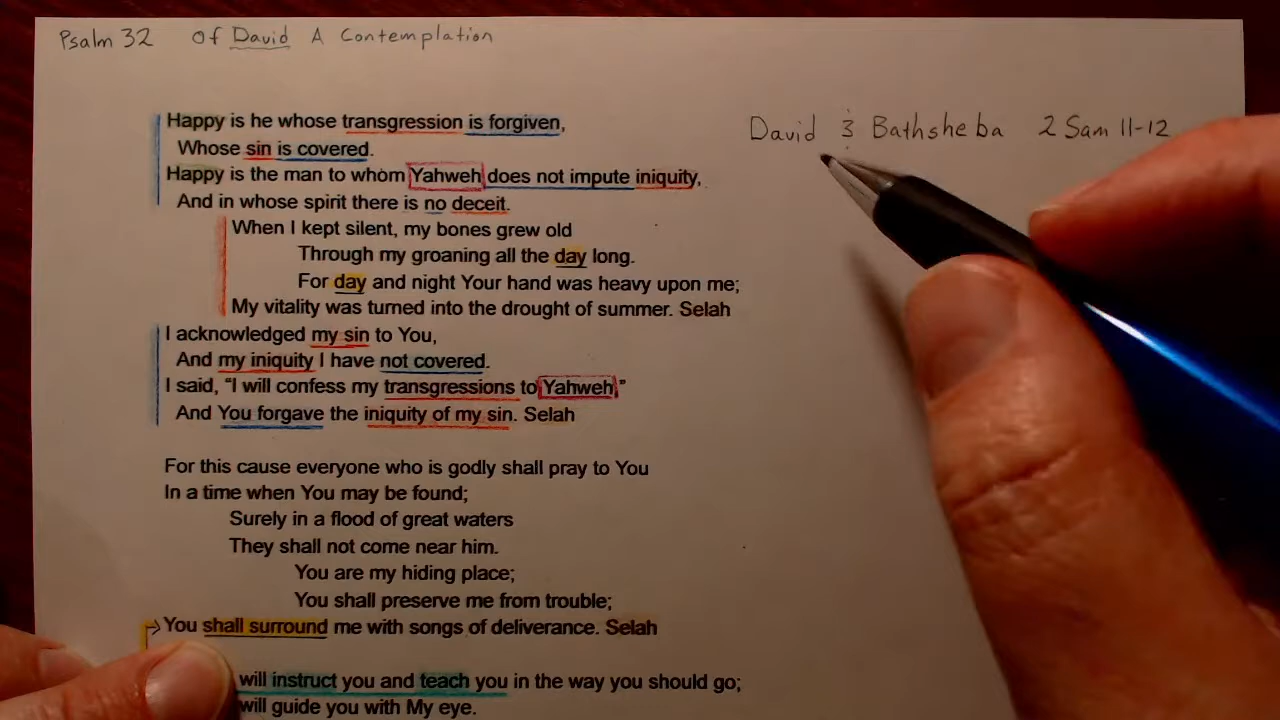 Psalm 32 Of David A Contemplation
David & Bathsheba 2 Sam 11-12
Happy is he whose transgression is forgiven,
Whose sin is covered.
Happy is the man to whom Yahweh does not impute iniquity,
And in whose spirit there is no deceit.
When I kept silent, my bones grew old
Through my groaning all the day long.
For day and night Your hand was heavy upon me;
My vitality was turned into the drought of summer. Selah
I acknowledged my sin to You,
And my iniquity I have not covered.
I said, “I will confess my transgressions to Yahweh,”
And You forgave the iniquity of my sin. Selah
For this cause everyone who is godly shall pray to You
In a time when You may be found;
Surely in a flood of great waters
They shall not come near him.
You are my hiding place;
You shall preserve me from trouble;
You shall surround me with songs of deliverance. Selah
will instruct you and teach you in the way you should go;
will guide you with My eye.